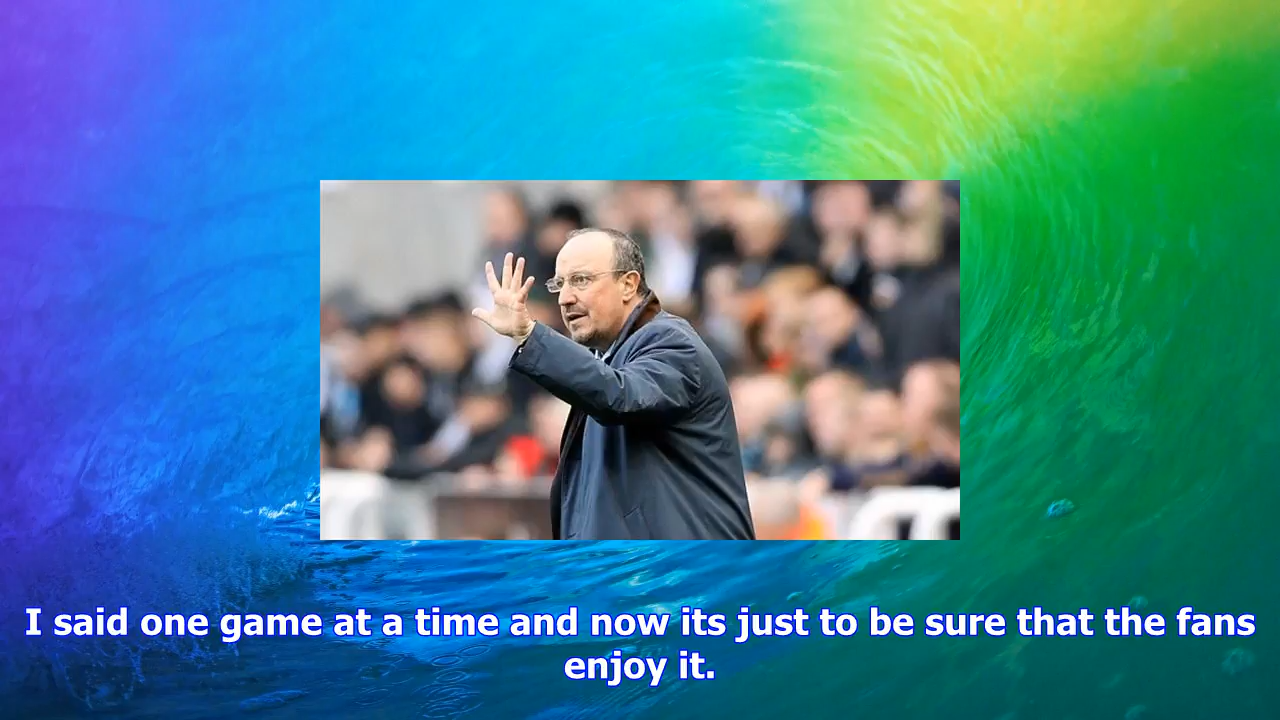 I said one game at a time and now its just to be sure that the fans
enjoy it.